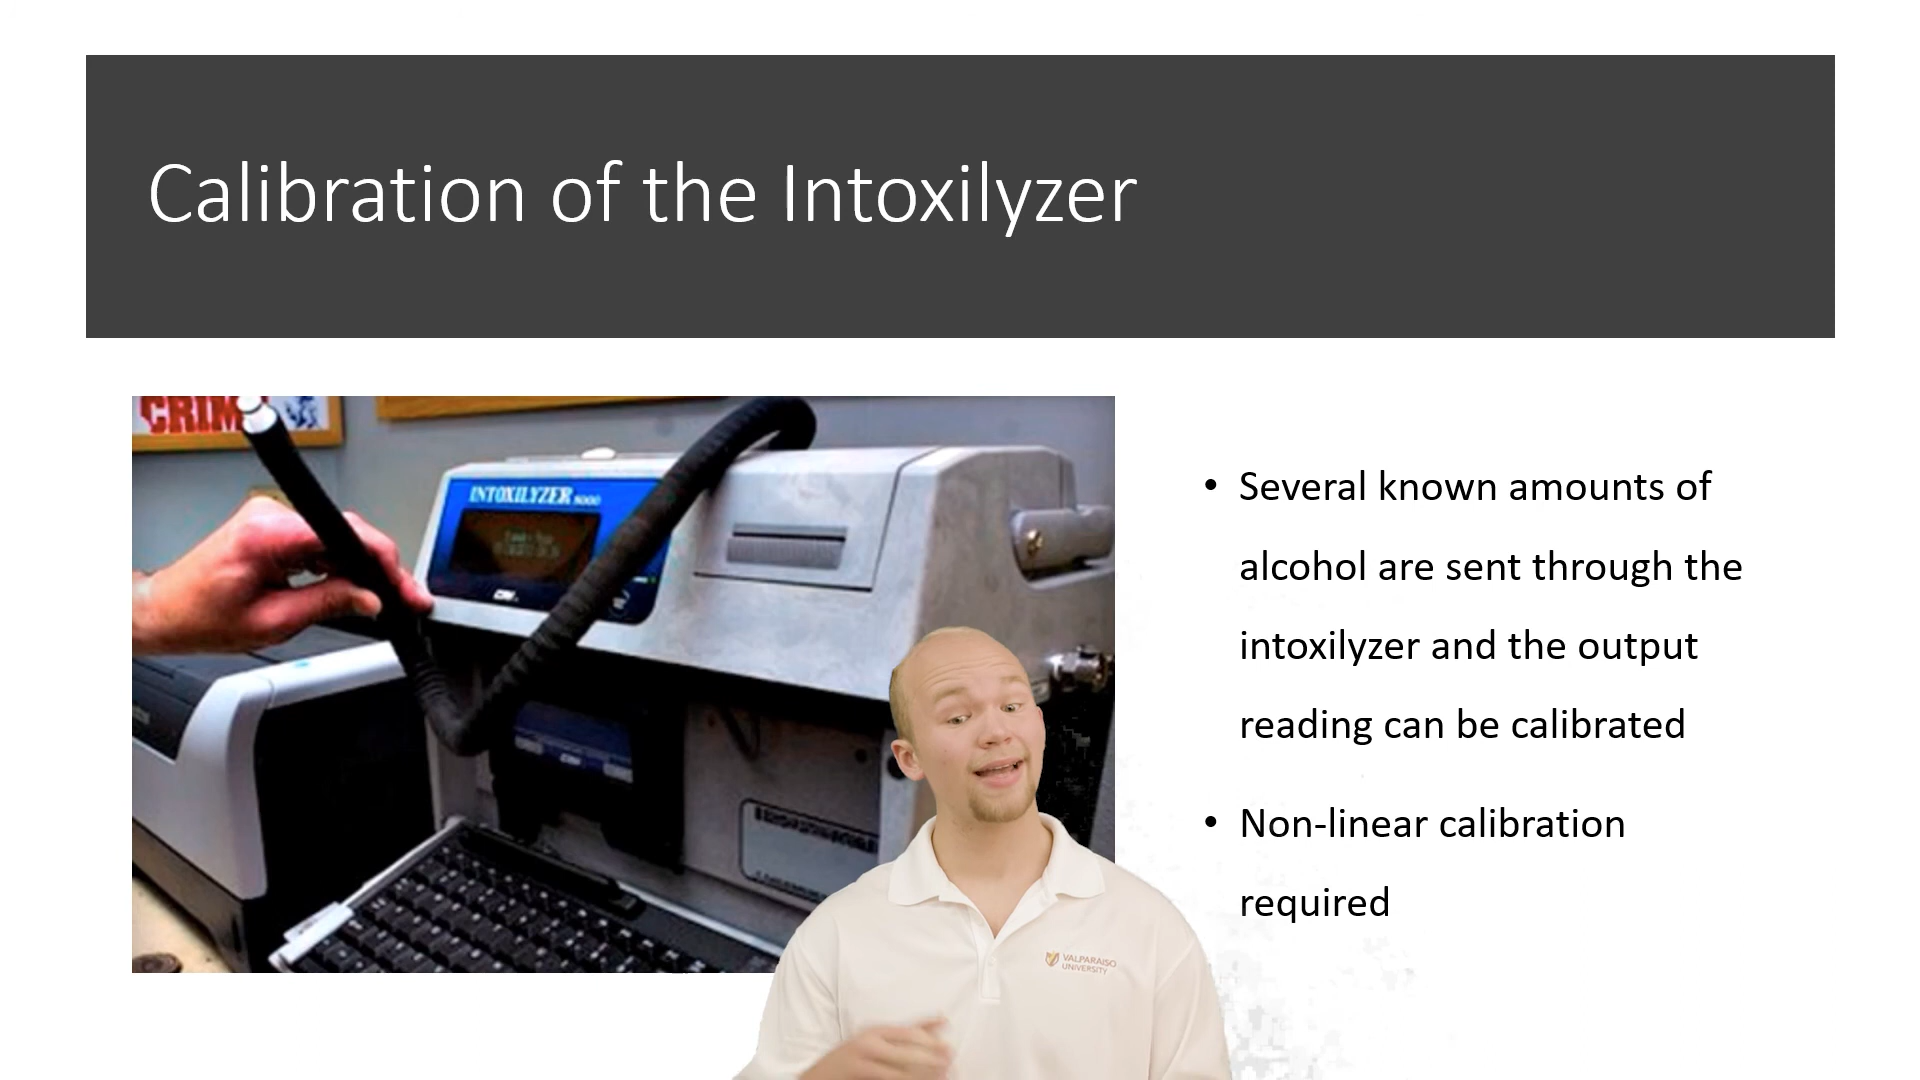 Calibration of the Intoxilyzer
CRIM
INTOXILYZER
• Several known amounts of
alcohol are sent through the
intoxilyzer and the output
reading can be calibrated
• Non-linear calibration
required
VALPARAISO
UNIVERSITY